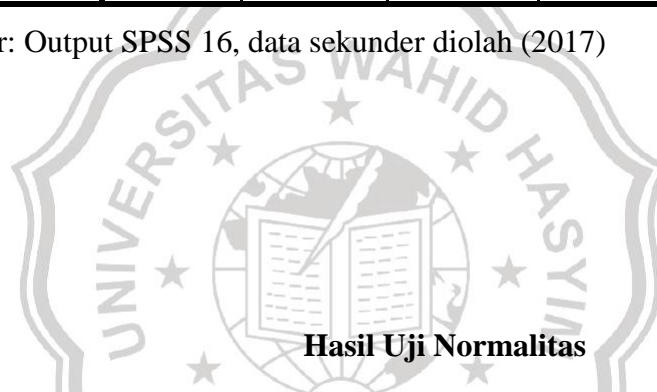 r: Output SPSS 16, data sekunder diolah (2017)
UNIVERSITAS WAHID HASYIM
Hasil Uji Normalitas